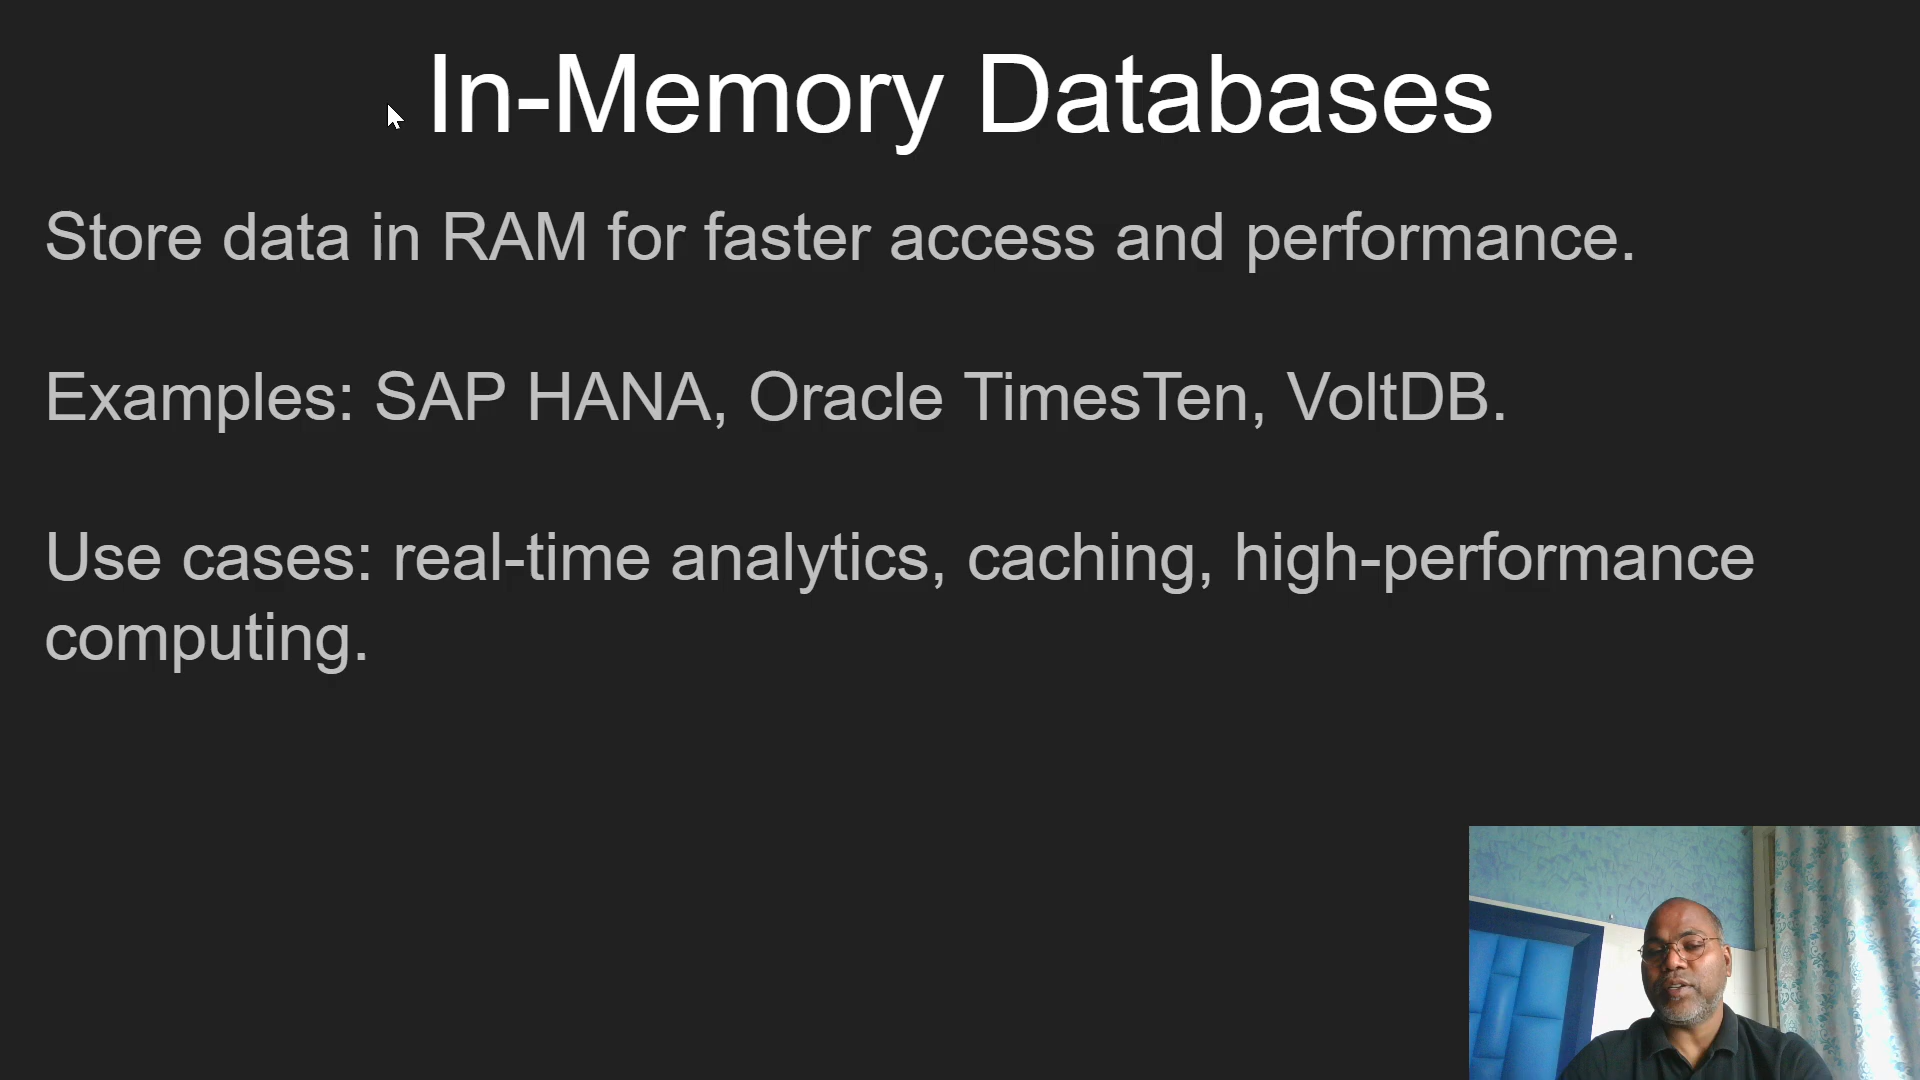 In-Memory Databases
Store data in RAM for faster access and performance.
Examples: SAP HANA, Oracle TimesTen, VoltDB.
Use cases: real-time analytics, caching, high-performance
computing.